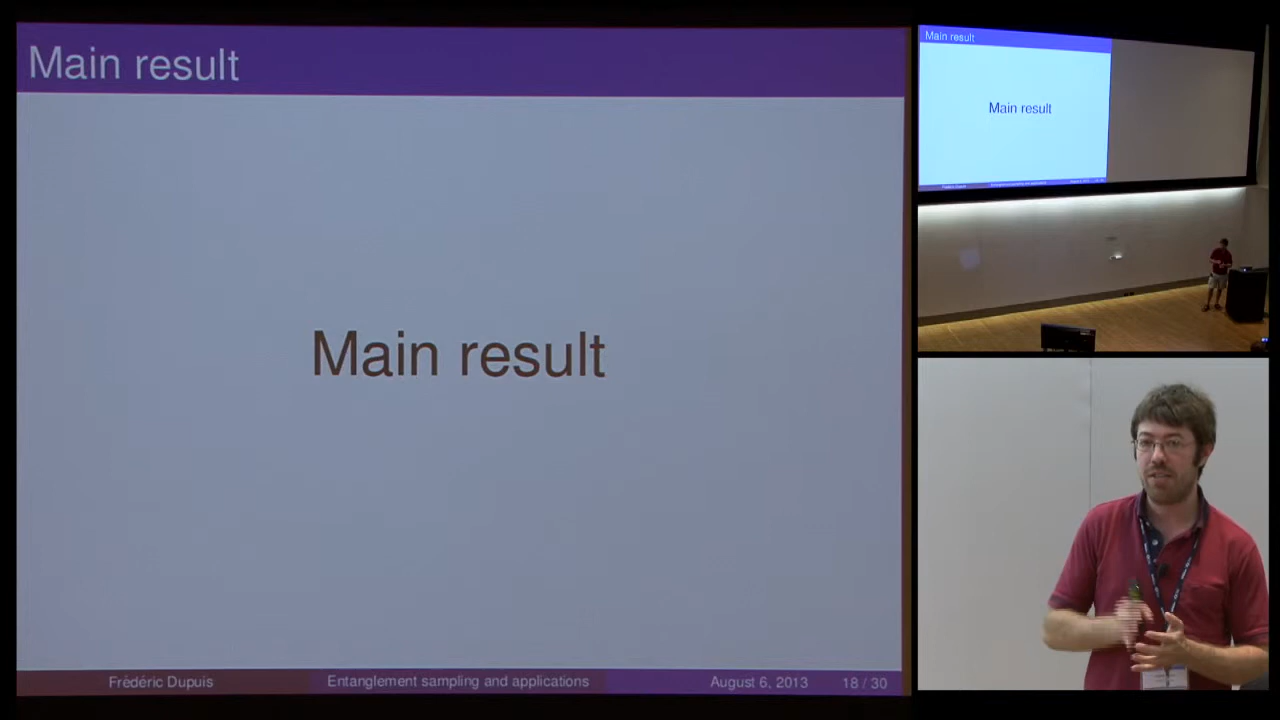 Main result
Main result
Frédéric Dupuis
Entanglement sampling and applications
August 6, 2013
18 / 30
Main result
Main result